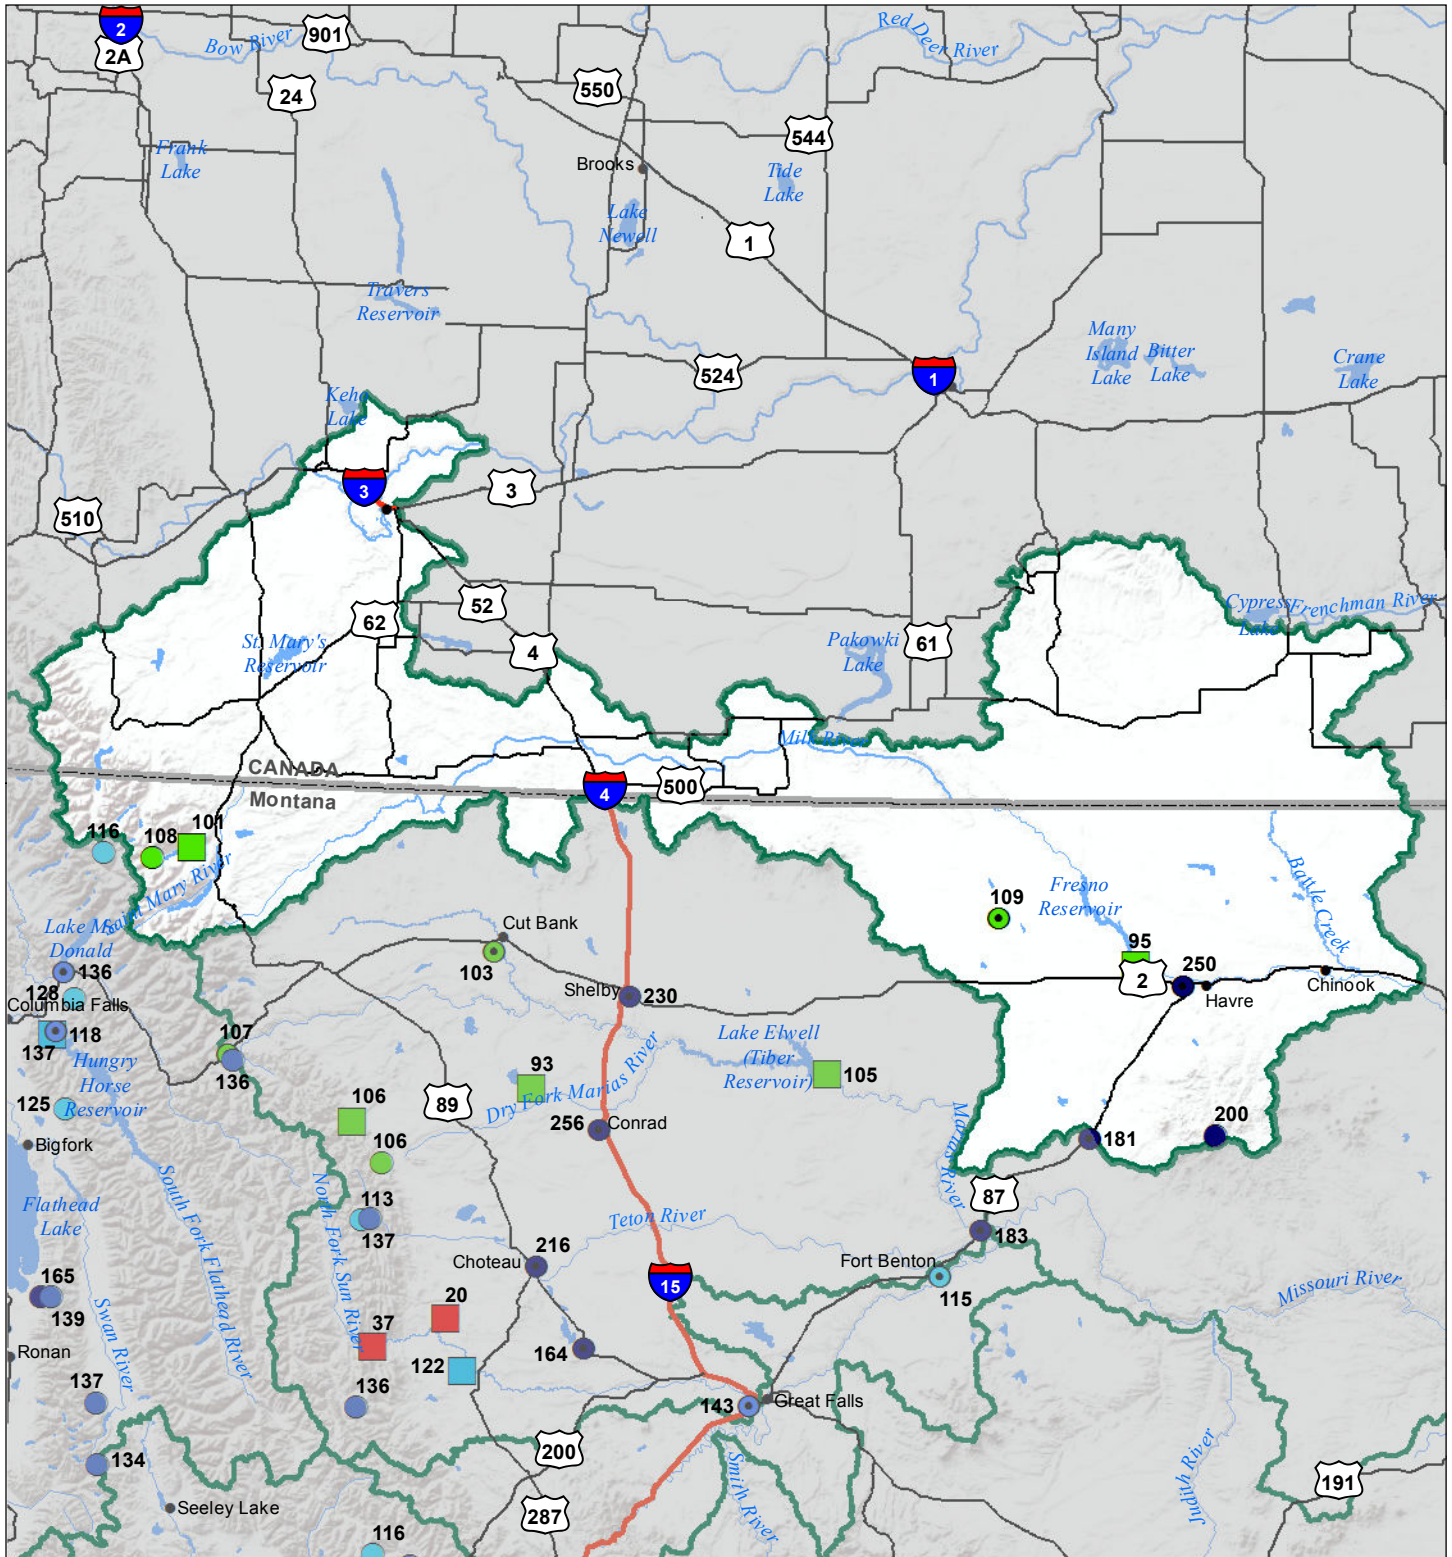 2
2A
Bow River
901
Red Deer River
24
550
544
Frank
Lake
Brooks
Tide
Lake
Lake
Newell
1
Travers
Reservoir
Many
Island
Lake
Bitter
Lake
Crane
Lake
524
1
Keho
Lake
3
3
510
52
62
4
St. Mary's
Reservoir
Pakowki
Lake
61
Cypress
Lake
Frenchman River
Milk River
CANADA
Montana
4
500
116
108
101
Saint Mary River
Lake Mc
Donald
136
128
Columbia Falls
118
137
Hungry
Horse
Reservoir
Cut Bank
103
Shelby
230
109
Fresno
Reservoir
95
2
250
Havre
Battle Creek
Chinook
107
136
Lake Elwell
(Tiber
Reservoir)
105
93
Dry Fork Marias River
89
106
106
256
Conrad
125
Bigfork
181
200
Marias River
87
183
Flathead
Lake
South Fork Flathead River
North Fork Sun River
113
137
Teton River
Choteau
216
15
Fort Benton
115
Missouri River
165
139
Swan River
Ronan
20
37
122
164
137
136
143
Great Falls
134
200
Smith River
Judith River
191
Seeley Lake
287
116